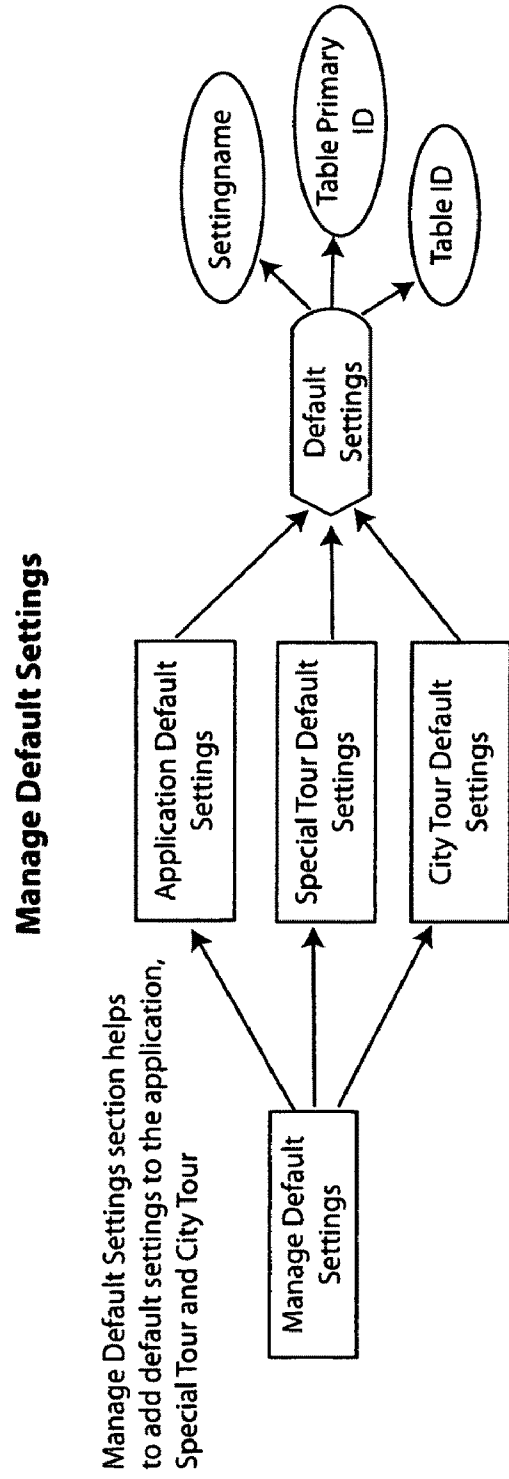 Manage Default Settings
Manage Default Settings section helps
to add default settings to the application,
Special Tour and City Tour
Manage Default
Settings
Application Default
Settings
Special Tour Default
Settings
City Tour Default
Settings
Default
Settings
Settingname
Table Primary
ID
Table ID